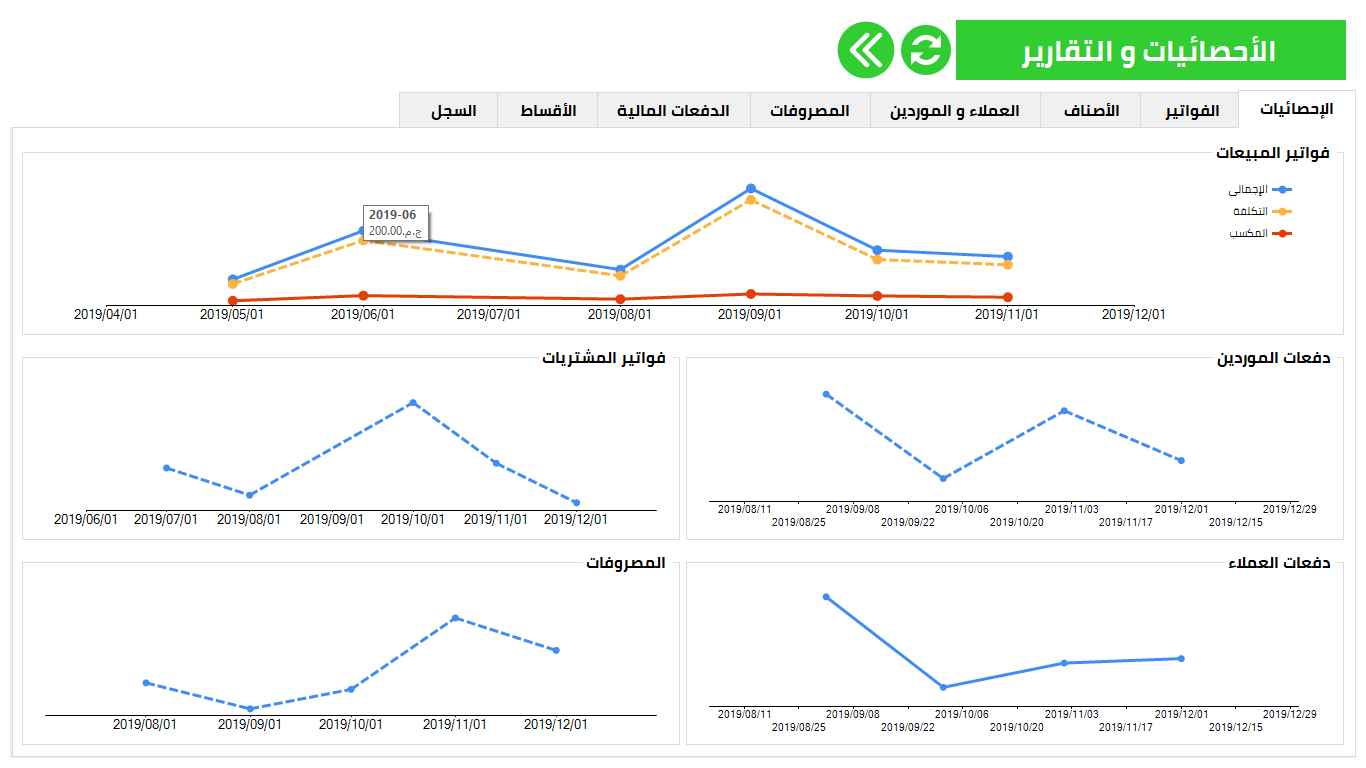 الأحصائيات و التقارير
الإحصائيات الفواتير الأصناف العملاء و الموردين المصروفات الدفعات المالية الأقساط السجل
فواتير المبيعات
الإجمالى
التكلفة
المكسب
2019-06
ج.م.200.00
2019/04/01 2019/05/01 2019/06/01 2019/07/01 2019/08/01 2019/09/01 2019/10/01 2019/11/01 2019/12/01
دفعات الموردين
2019/08/11 2019/09/08 2019/10/06 2019/11/03 2019/12/01 2019/12/29
2019/08/25 2019/09/22 2019/10/20 2019/11/17 2019/12/15
فواتير المشتريات
2019/06/01 2019/07/01 2019/08/01 2019/09/01 2019/10/01 2019/11/01 2019/12/01
دفعات العملاء
2019/08/11 2019/09/08 2019/10/06 2019/11/03 2019/12/01 2019/12/29
2019/08/25 2019/09/22 2019/10/20 2019/11/17 2019/12/15
المصروفات
2019/08/01 2019/09/01 2019/10/01 2019/11/01 2019/12/01